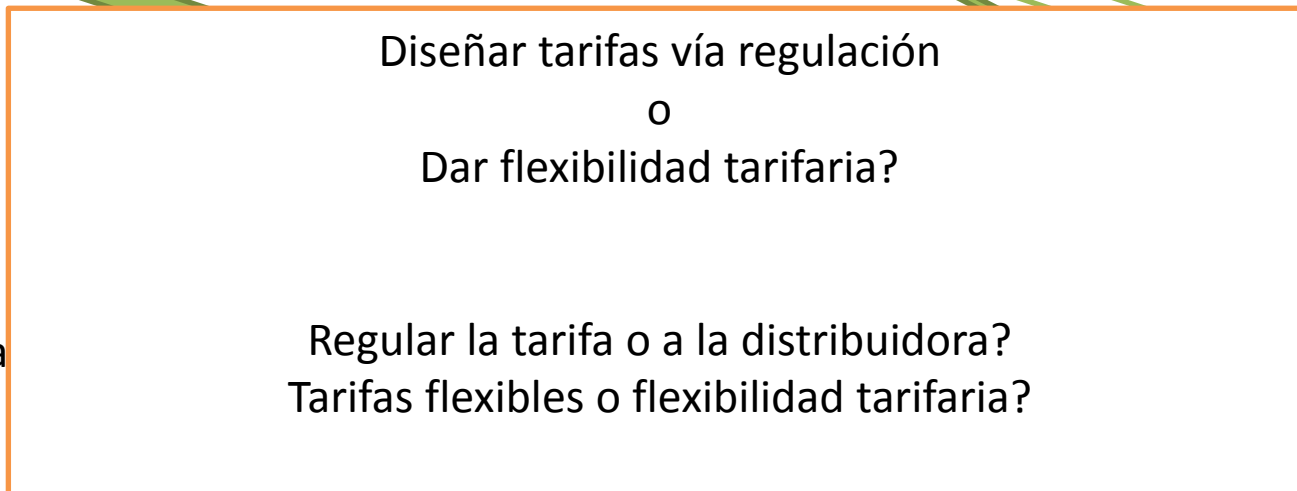 Diseñar tarifas vía regulación
o
Dar flexibilidad tarifaria?
Regular la tarifa o a la distribuidora?
Tarifas flexibles o flexibilidad tarifaria?